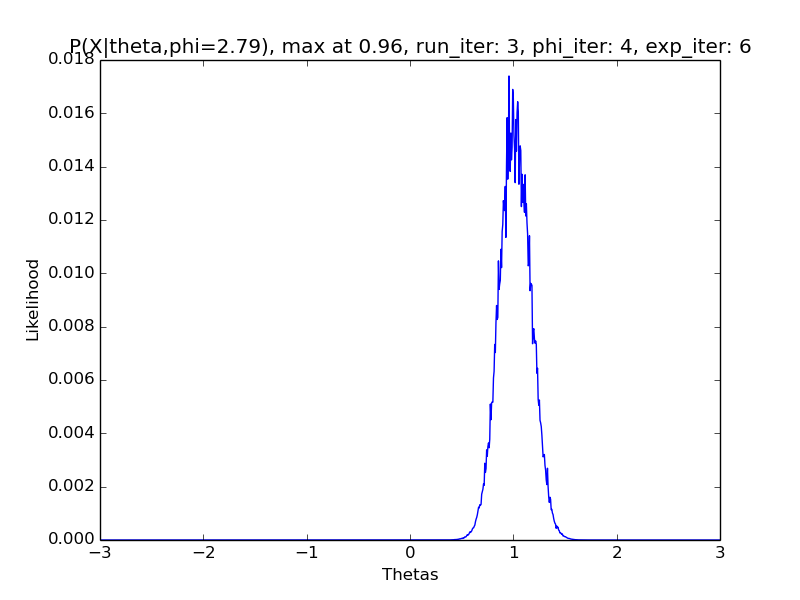 P(X|theta,phi=2.79), max at 0.96, run_iter: 3, phi_iter: 4, exp_iter: 6
0.018
0.016
0.014
0.012
0.010
0.008
0.006
0.004
0.002
0.000
Likelihood
−3 −2 −1 0 1 2 3
Thetas